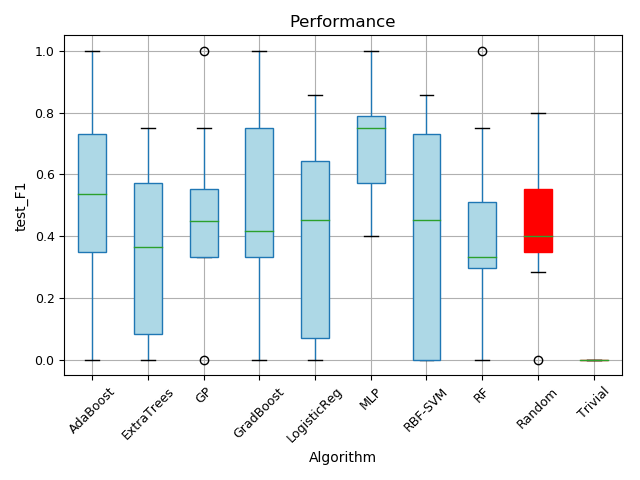 Performance
test_F1
1.0
0.8
0.6
0.4
0.2
0.0
AdaBoost
ExtraTrees
GP
GradBoost
LogisticReg
MLP
RBF-SVM
RF
Random
Trivial
Algorithm